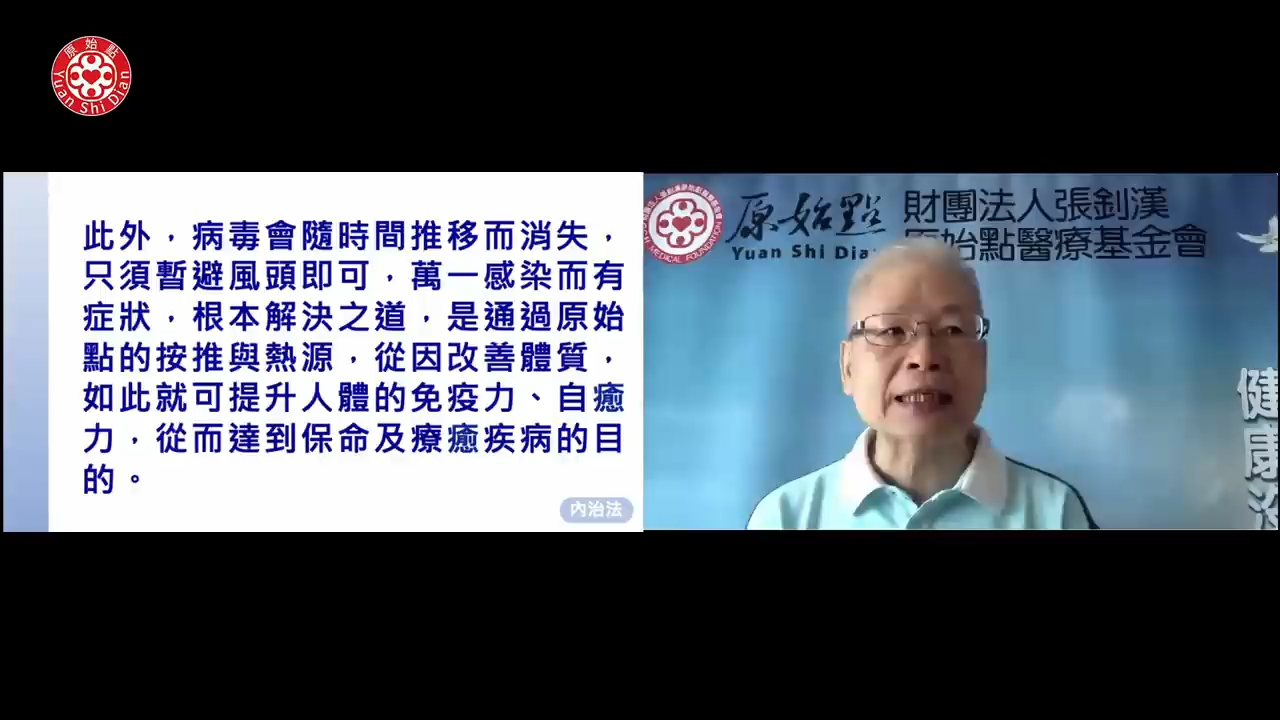 原始點
Yuan Shi Dian
此外，病毒會隨時間推移而消失，
只須暫避風頭即可，萬一感染而有
症狀，根本解決之道，是通過原始
點的按推與熱源，從因改善體質，
如此就可提升人體的免疫力、自癒
力，從而達到保命及療癒疾病的目
的。
內治法
原始點
Yuan Shi Dia
財團法人張釗漢
原始點醫療基金會
健康